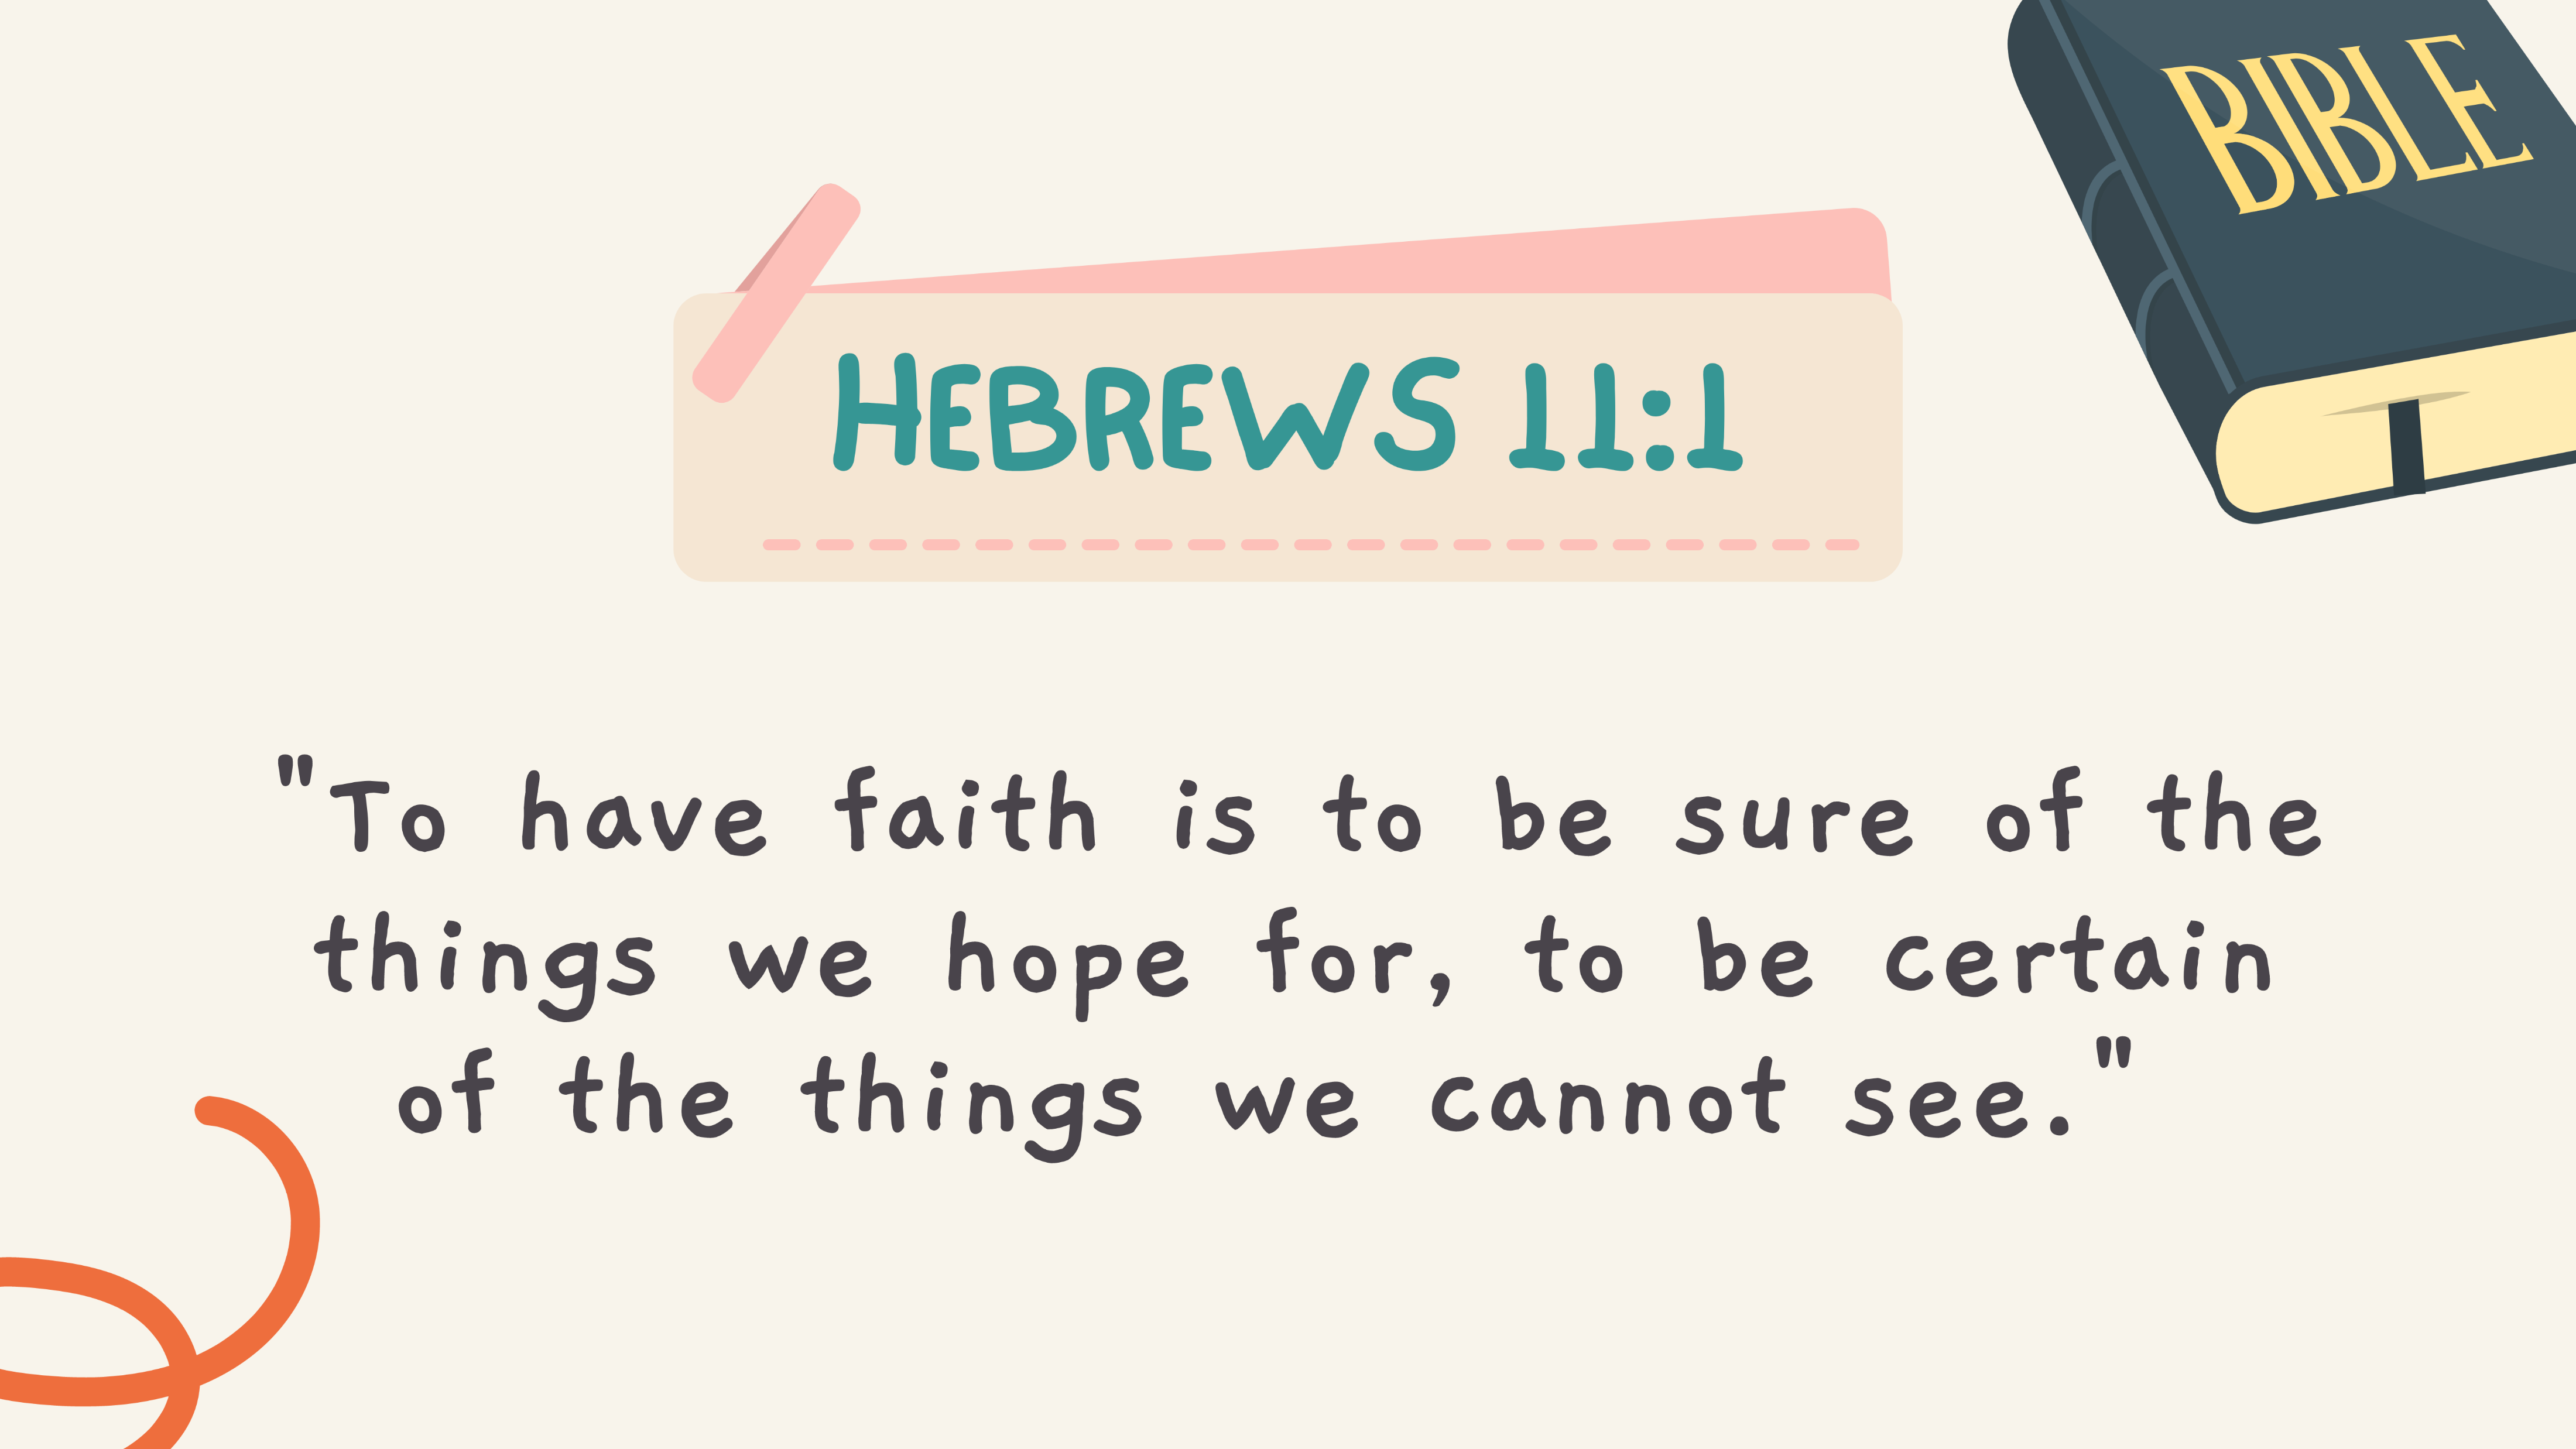 BIBLE
HEBREWS 11:1
"To have faith is to be sure of the
things we hope for, to be certain
of the things we cannot see."